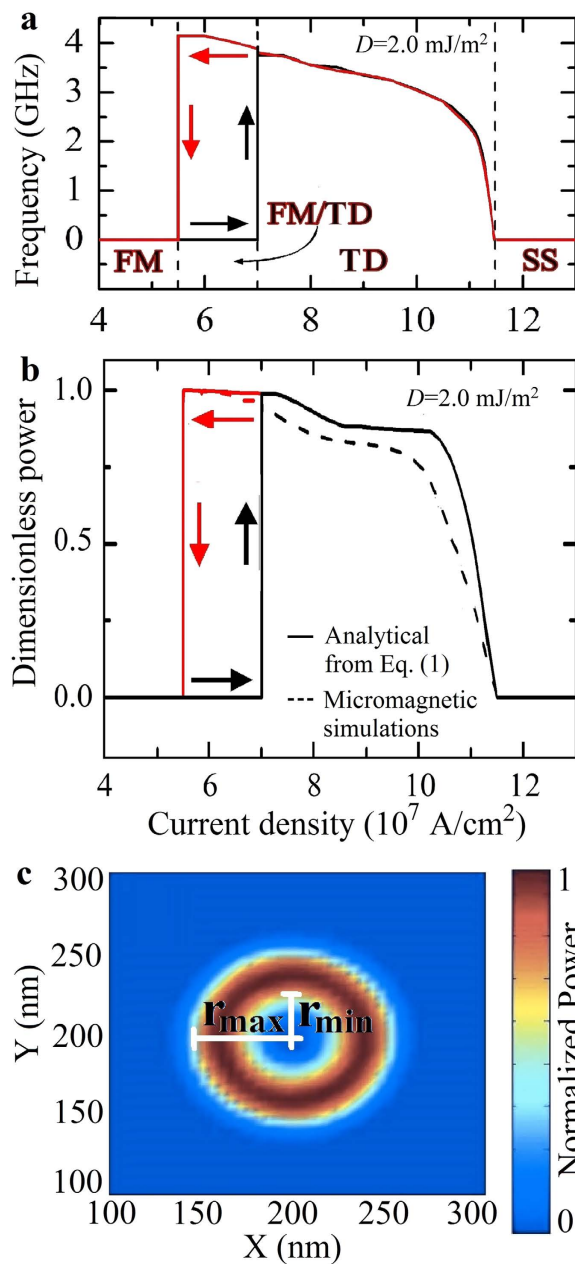 a
D=2.0 mJ/m²
4
3
2
1
0
Frequency (GHz)
FM
FM/TD
TD
SS
4 6 8 10 12
b
D=2.0 mJ/m²
1.0
0.5
0.0
Dimensionless power
Analytical
from Eq. (1)
Micromagnetic
simulations
4 6 8 10 12
Current density (10⁷ A/cm²)
c
300
250
200
150
100
Y (nm)
r_max
r_min
100 150 200 250 300
X (nm)
1
0
Normalized Power